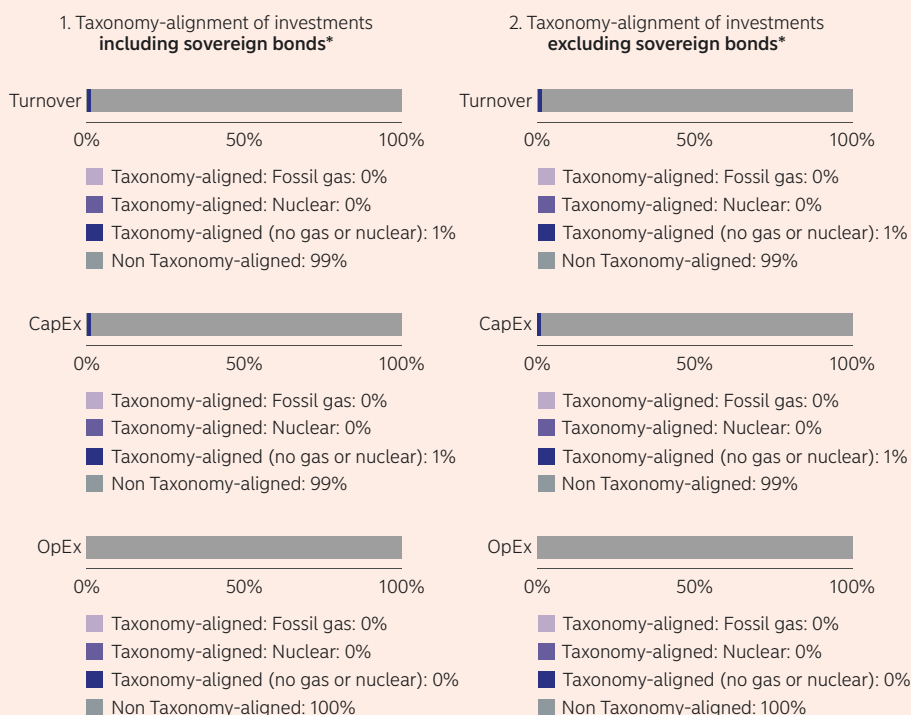 1. Taxonomy-alignment of investments
including sovereign bonds*
Turnover
0% 50% 100%
Taxonomy-aligned: Fossil gas: 0%
Taxonomy-aligned: Nuclear: 0%
Taxonomy-aligned (no gas or nuclear): 1%
Non Taxonomy-aligned: 99%
CapEx
0% 50% 100%
Taxonomy-aligned: Fossil gas: 0%
Taxonomy-aligned: Nuclear: 0%
Taxonomy-aligned (no gas or nuclear): 1%
Non Taxonomy-aligned: 99%
OpEx
0% 50% 100%
Taxonomy-aligned: Fossil gas: 0%
Taxonomy-aligned: Nuclear: 0%
Taxonomy-aligned (no gas or nuclear): 0%
Non Taxonomy-aligned: 100%
2. Taxonomy-alignment of investments
excluding sovereign bonds*
Turnover
0% 50% 100%
Taxonomy-aligned: Fossil gas: 0%
Taxonomy-aligned: Nuclear: 0%
Taxonomy-aligned (no gas or nuclear): 1%
Non Taxonomy-aligned: 99%
CapEx
0% 50% 100%
Taxonomy-aligned: Fossil gas: 0%
Taxonomy-aligned: Nuclear: 0%
Taxonomy-aligned (no gas or nuclear): 1%
Non Taxonomy-aligned: 99%
OpEx
0% 50% 100%
Taxonomy-aligned: Fossil gas: 0%
Taxonomy-aligned: Nuclear: 0%
Taxonomy-aligned (no gas or nuclear): 0%
Non Taxonomy-aligned: 100%